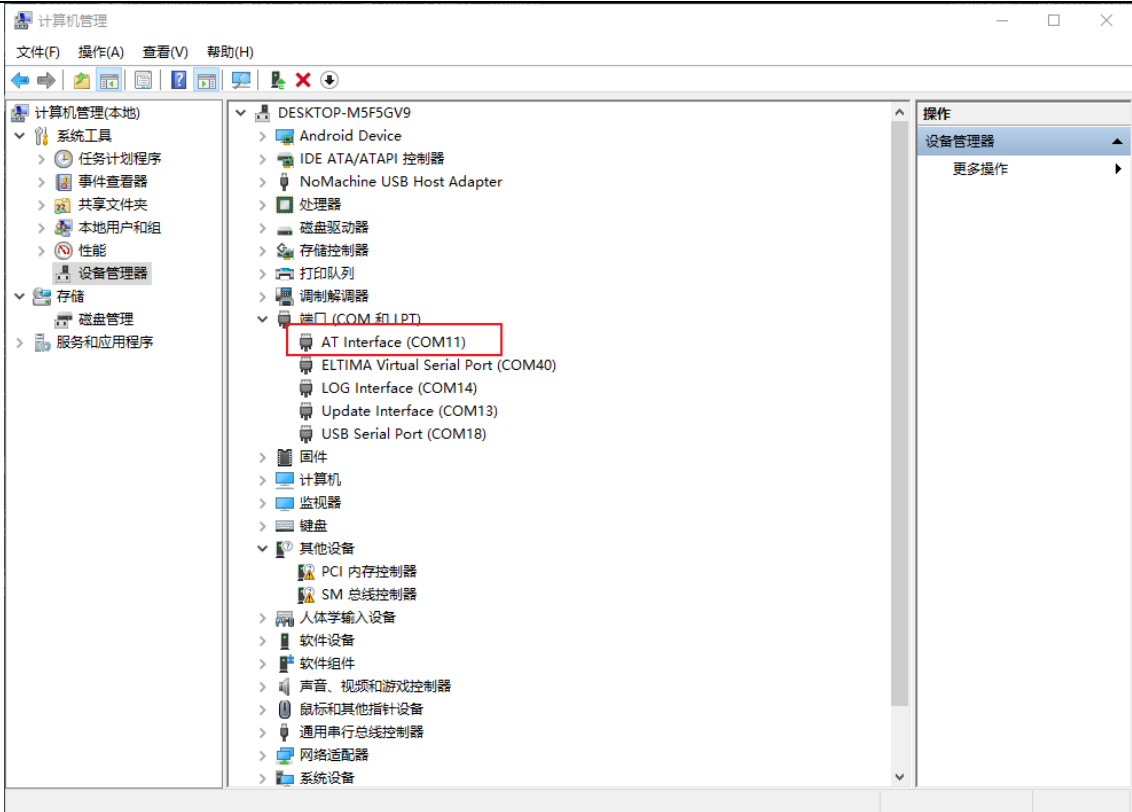 计算机管理
文件(F) 操作(A) 查看(V) 帮助(H)
计算机管理(本地)
系统工具
任务计划程序
事件查看器
共享文件夹
本地用户和组
性能
设备管理器
存储
磁盘管理
服务和应用程序
DESKTOP-M5F5GV9
Android Device
IDE ATA/ATAPI 控制器
NoMachine USB Host Adapter
处理器
磁盘驱动器
存储控制器
打印队列
调制解调器
端口 (COM 和 LPT)
AT Interface (COM11)
ELTIMA Virtual Serial Port (COM40)
LOG Interface (COM14)
Update Interface (COM13)
USB Serial Port (COM18)
固件
计算机
监视器
键盘
其他设备
PCI 内存控制器
SM 总线控制器
人体学输入设备
软件设备
软件组件
声音、视频和游戏控制器
鼠标和其他指针设备
通用串行总线控制器
网络适配器
系统设备
操作
设备管理器
更多操作